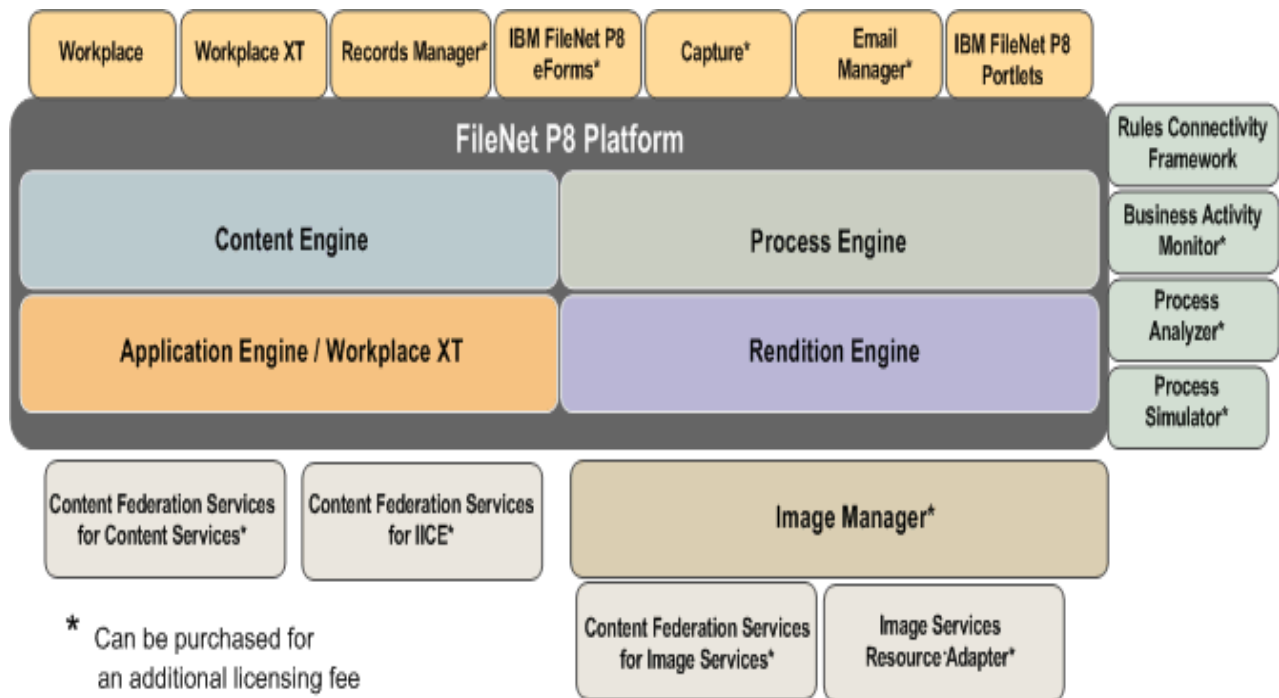 Workplace
Workplace XT
Records Manager*
IBM FileNet P8
eForms*
Capture*
Email
Manager*
IBM FileNet P8
Portlets
FileNet P8 Platform
Rules Connectivity
Framework
Content Engine
Process Engine
Business Activity
Monitor*
Application Engine / Workplace XT
Rendition Engine
Process
Analyzer*
Process
Simulator*
Content Federation Services
for Content Services*
Content Federation Services
for IICE*
Image Manager*
Content Federation Services
for Image Services*
Image Services
Resource Adapter*
* Can be purchased for
an additional licensing fee